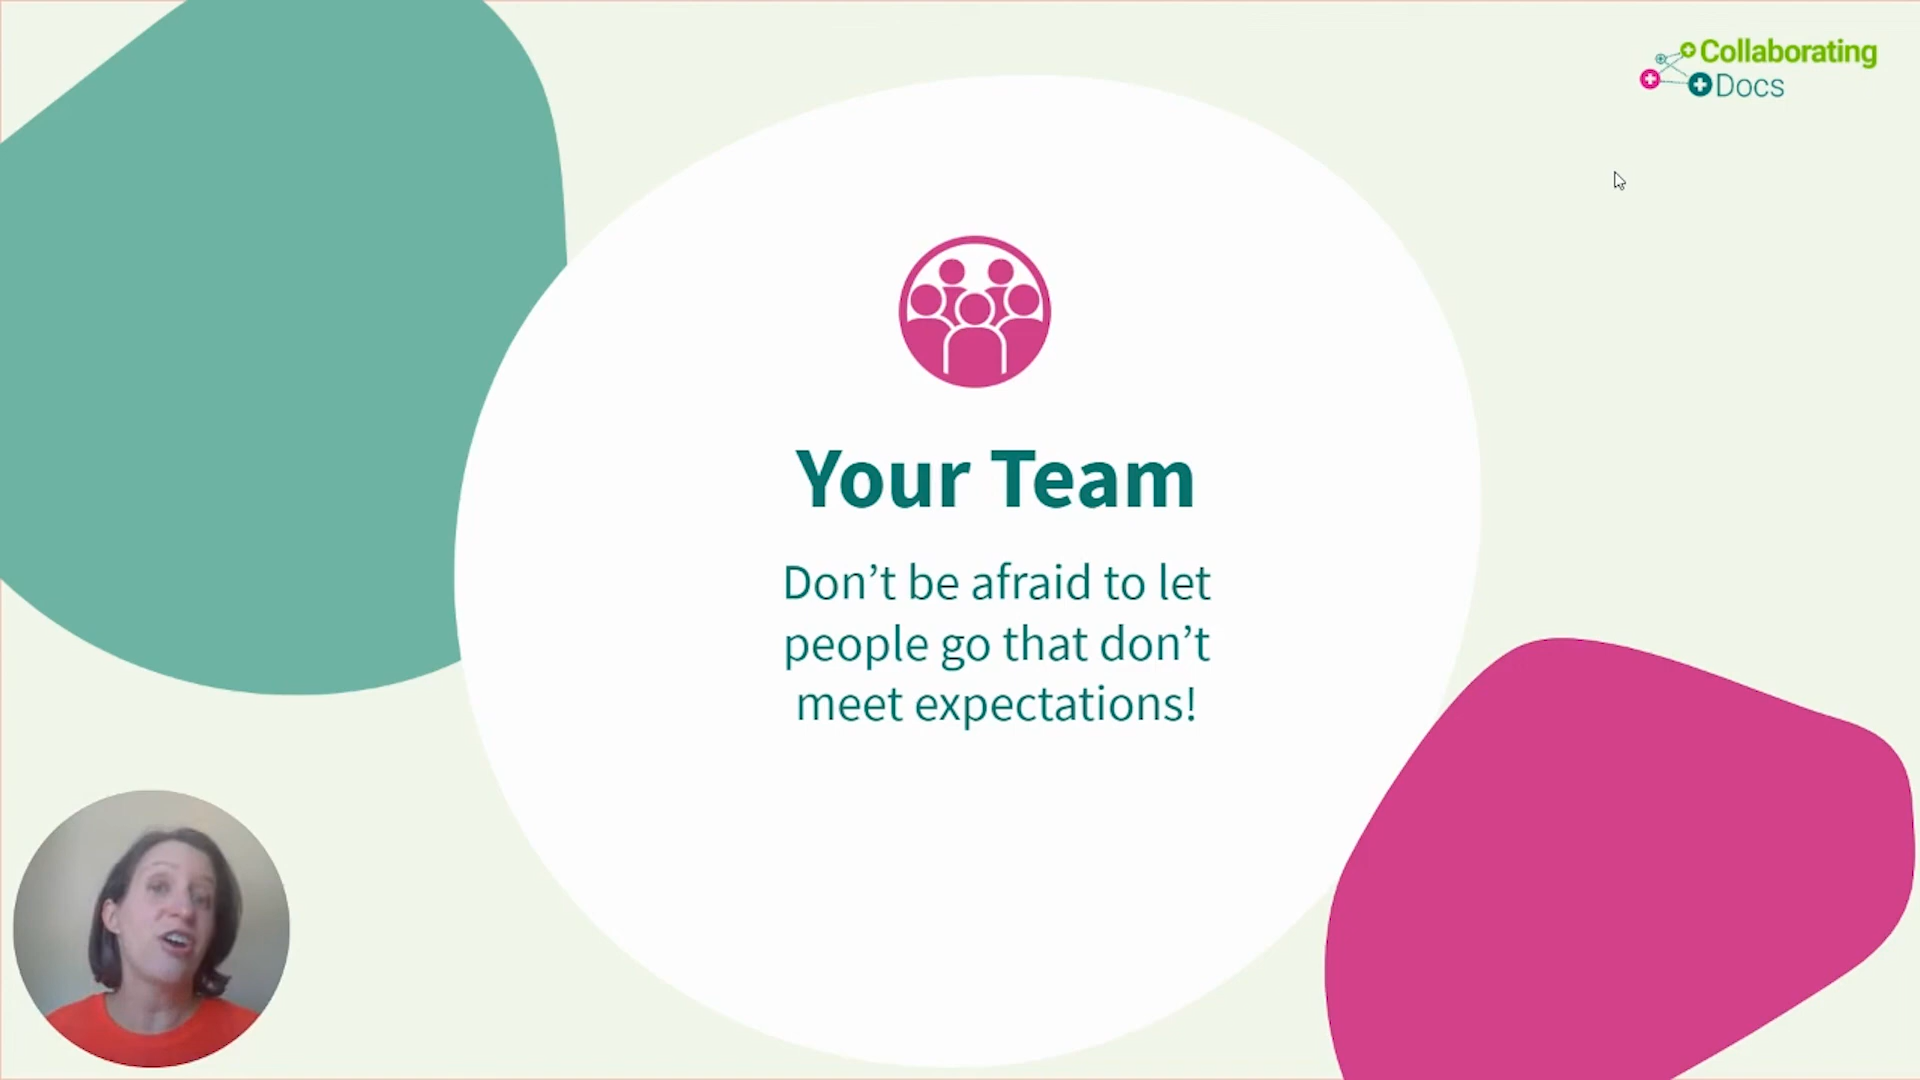 Collaborating
Docs
Your Team
Don’t be afraid to let
people go that don’t
meet expectations!